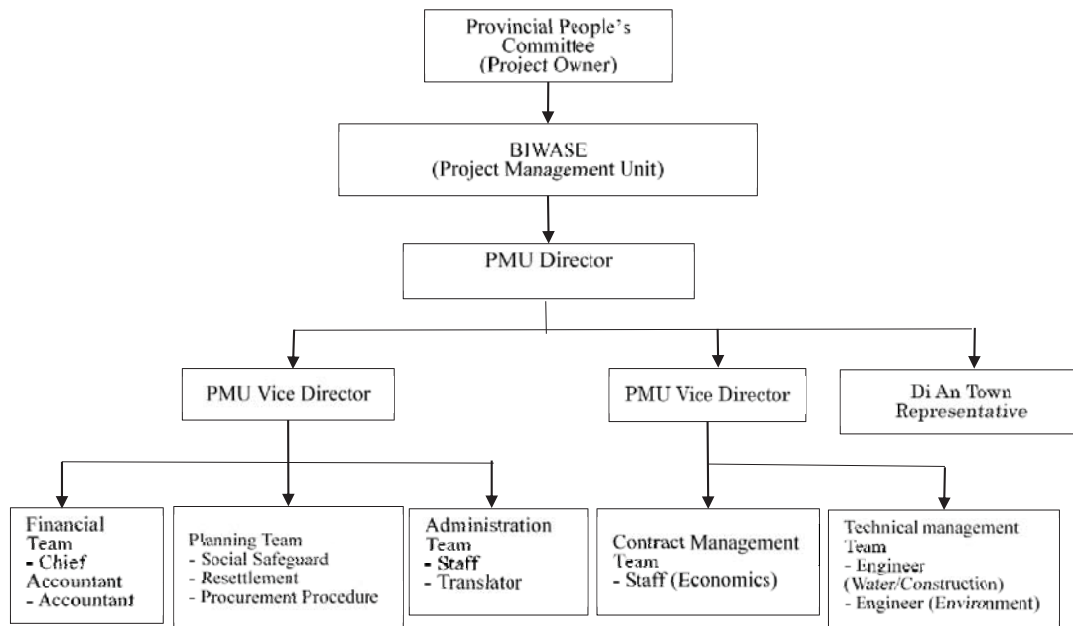 Provincial People's
Committee
(Project Owner)
BIWASE
(Project Management Unit)
PMU Director
PMU Vice Director
PMU Vice Director
Di An Town
Representative
Financial
Team
- Chief
Accountant
- Accountant
Planning Team
- Social Safeguard
- Resettlement
- Procurement Procedure
Administration
Team
- Staff
- Translator
Contract Management
Team
- Staff (Economics)
Technical management
Team
- Engineer
(Water/Construction)
- Engineer (Environment)